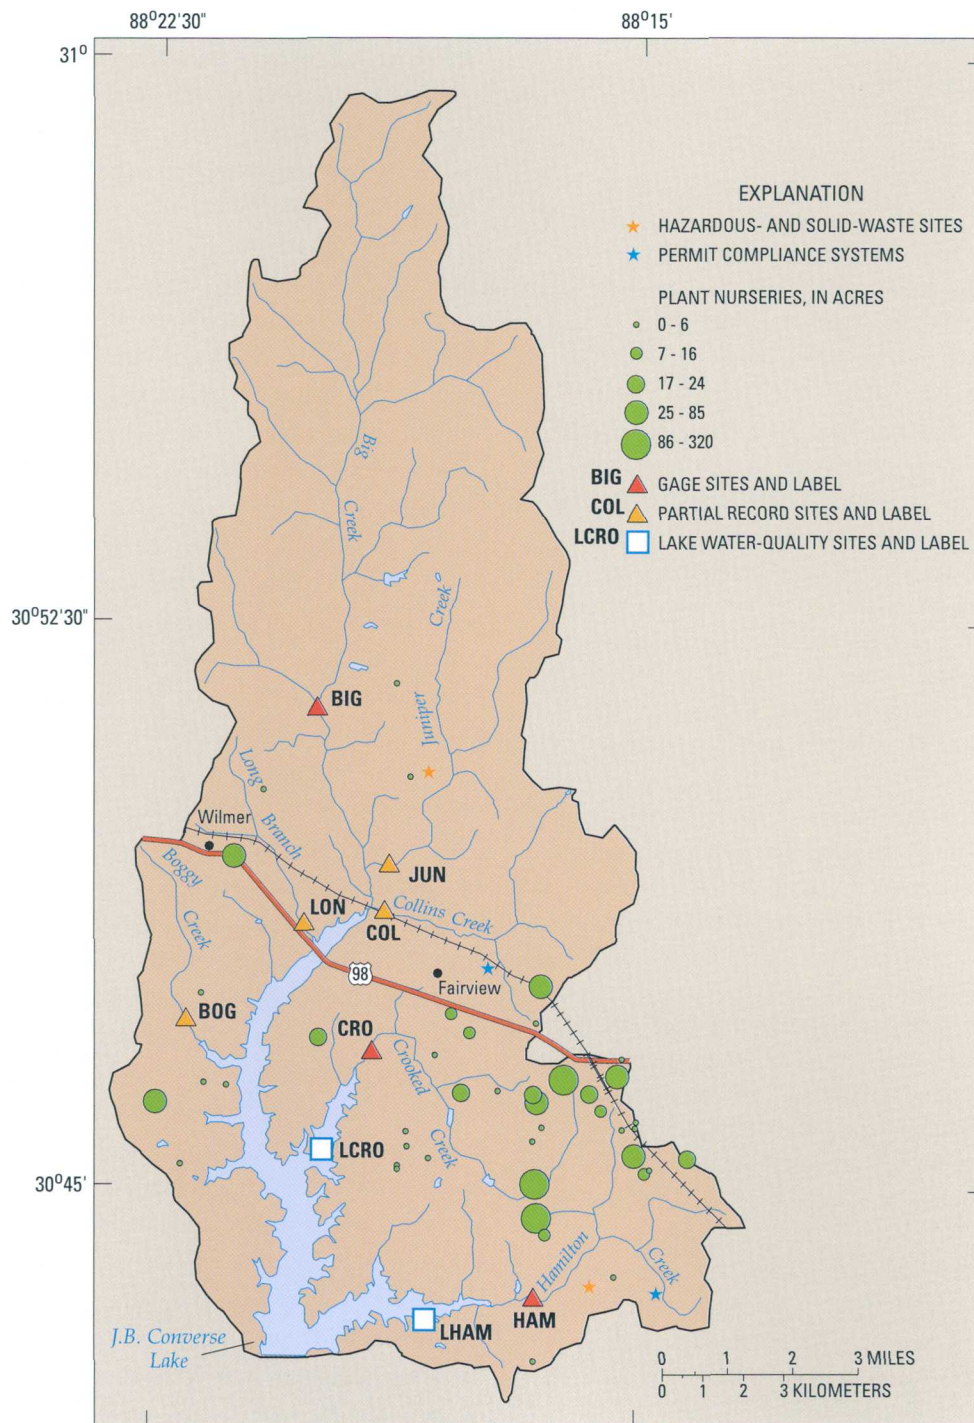 88°22'30"
88°15'
31°
EXPLANATION
HAZARDOUS- AND SOLID-WASTE SITES
PERMIT COMPLIANCE SYSTEMS
PLANT NURSERIES, IN ACRES
0 - 6
7 - 16
17 - 24
25 - 85
86 - 320
BIG GAGE SITES AND LABEL
COL PARTIAL RECORD SITES AND LABEL
LCRO LAKE WATER-QUALITY SITES AND LABEL
Big
Creek
30°52'30"
Juniper
Creek
BIG
Long
Branch
Wilmer
Boggy
Creek
JUN
LON
Collins Creek
COL
98
Fairview
BOG
CRO
Crooked
Creek
LCRO
30°45'
Hamilton
Creek
HAM
LHAM
J.B. Converse
Lake
0 1 2 3 MILES
0 1 2 3 KILOMETERS